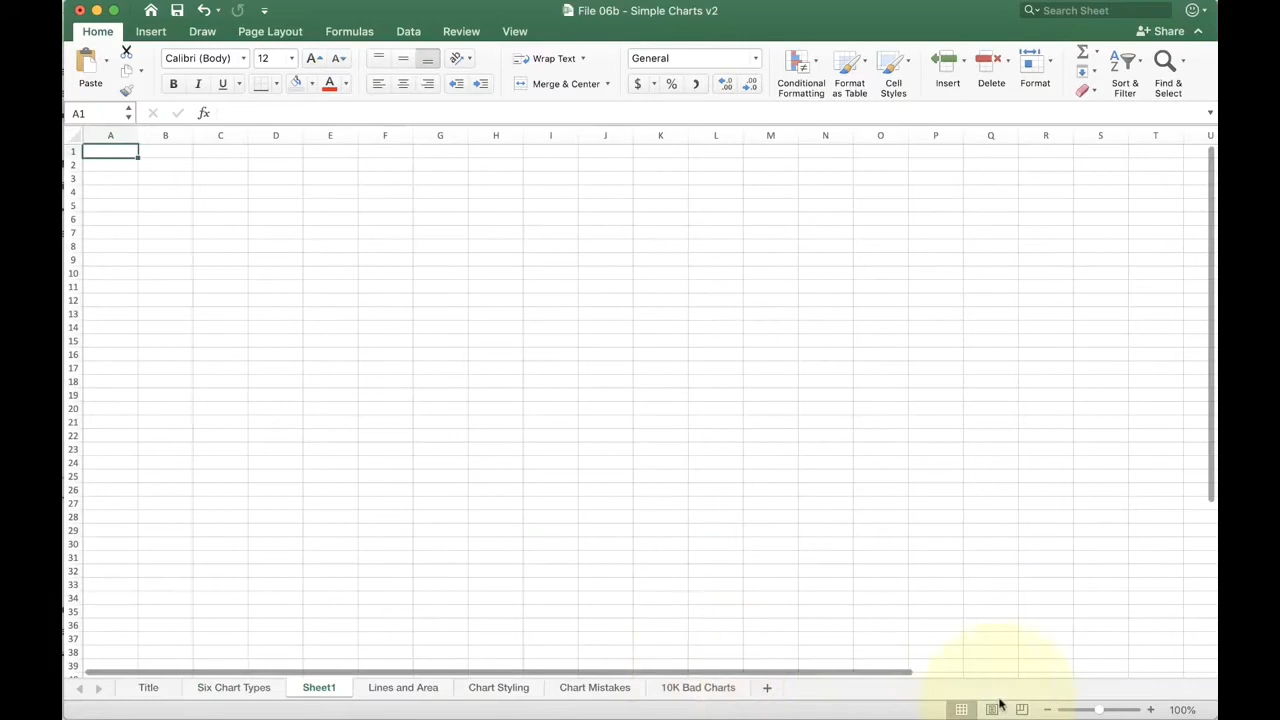 File 06b - Simple Charts v2
Search Sheet
Home Insert Draw Page Layout Formulas Data Review View
Share
Paste
Calibri (Body) 12 A A
B I U A
Wrap Text
Merge & Center
General
$ % ,
Conditional Formatting
Format as Table
Cell Styles
Insert
Delete
Format
Sort & Filter
Find & Select
A1 fx
A B C D E F G H I J K L M N O P Q R S T U
1
2
3
4
5
6
7
8
9
10
11
12
13
14
15
16
17
18
19
20
21
22
23
24
25
26
27
28
29
30
31
32
33
34
35
36
37
38
39
Title Six Chart Types Sheet1 Lines and Area Chart Styling Chart Mistakes 10K Bad Charts +
100%